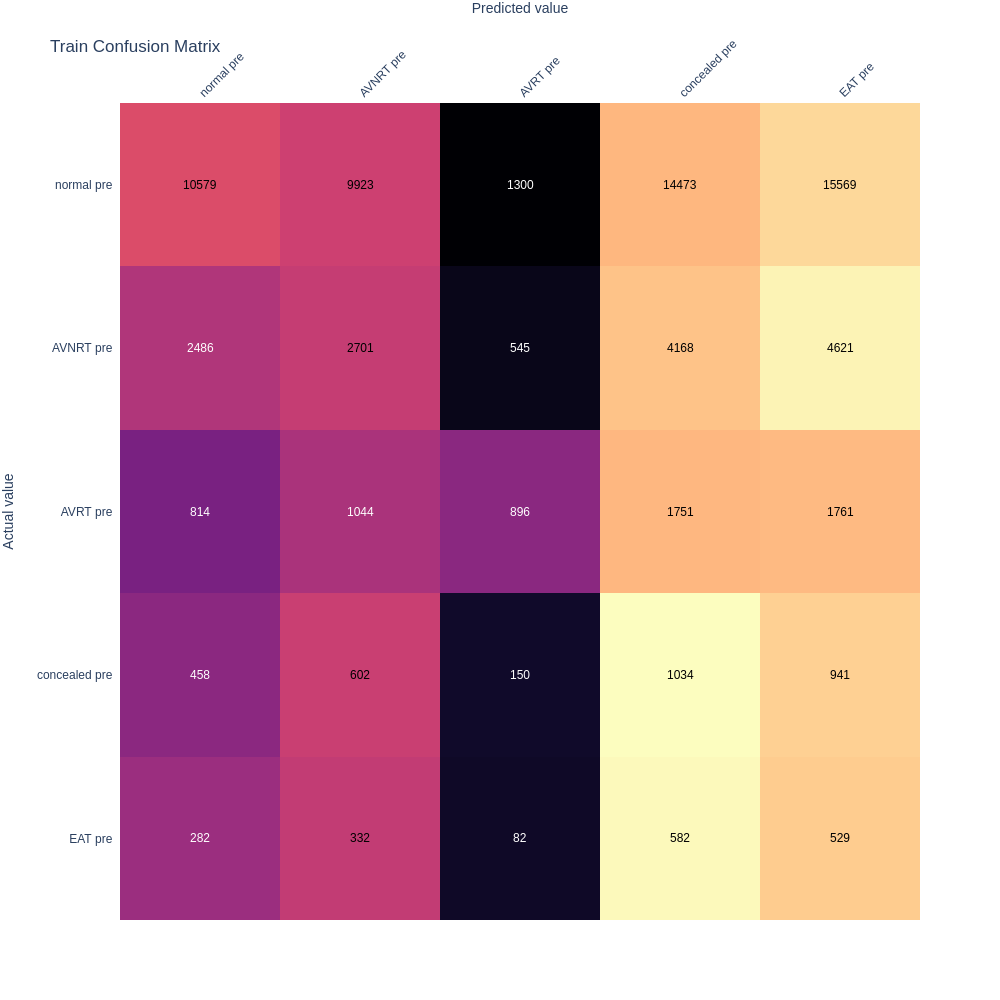 Predicted value
Train Confusion Matrix
normal pre AVNRT pre AVRT pre concealed pre EAT pre
normal pre 10579 9923 1300 14473 15569
AVNRT pre 2486 2701 545 4168 4621
Actual value
AVRT pre 814 1044 896 1751 1761
concealed pre 458 602 150 1034 941
EAT pre 282 332 82 582 529